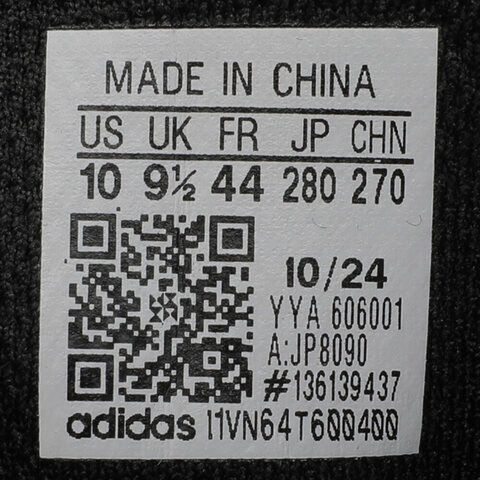 MADE IN CHINA
US UK FR JP CHN
10 9½ 44 280 270
10/24
YYA 606001
A:JP8090
#136139437
adidas 11VN64T600400